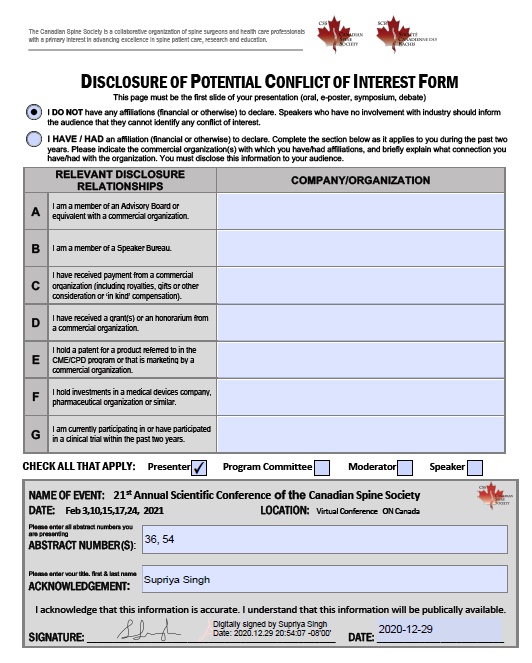 The Canadian Spine Society is a collaborative organization of spine surgeons and health care professionals
with a primary interest in advancing excellence in spine patient care, research and education.
CSS
CANADIAN
SPINE
SOCIETY
SCR
SOCIÉTÉ
CANADIENNE DU
RACHIS
DISCLOSURE OF POTENTIAL CONFLICT OF INTEREST FORM
This page must be the first slide of your presentation (oral, e-poster, symposium, debate)
I DO NOT have any affiliations (financial or otherwise) to declare. Speakers who have no involvement with industry should inform
the audience that they cannot identify any conflict of interest.
I HAVE / HAD an affiliation (financial or otherwise) to declare. Complete the section below as it applies to you during the past two
years. Please indicate the commercial organization(s) with which you have/had affiliations, and briefly explain what connection you
have/had with the organization. You must disclose this information to your audience.
RELEVANT DISCLOSURE
RELATIONSHIPS
COMPANY/ORGANIZATION
A
I am a member of an Advisory Board or
equivalent with a commercial organization.
B
I am a member of a Speaker Bureau.
C
I have received payment from a commercial
organization (including royalties, gifts or other
consideration or 'in kind' compensation).
D
I have received a grant(s) or an honorarium from
a commercial organization.
E
I hold a patent for a product referred to in the
CME/CPD program or that is marketing by a
commercial organization.
F
I hold investments in a medical devices company,
pharmaceutical organization or similar.
G
I am currently participating in or have participated
in a clinical trial within the past two years.
CHECK ALL THAT APPLY: Presenter Program Committee Moderator Speaker
NAME OF EVENT: 21st Annual Scientific Conference of the Canadian Spine Society
DATE: Feb 3,10,15,17,24, 2021 LOCATION: Virtual Conference ON Canada
Please enter all abstract numbers you
are presenting
ABSTRACT NUMBER(S): 36, 54
Please enter your title, first & last name
ACKNOWLEDGEMENT: Supriya Singh
I acknowledge that this information is accurate. I understand that this information will be publically available.
Digitally signed by Supriya Singh
Date: 2020.12.29 20:54:07 -08'00'
SIGNATURE: DATE: 2020-12-29